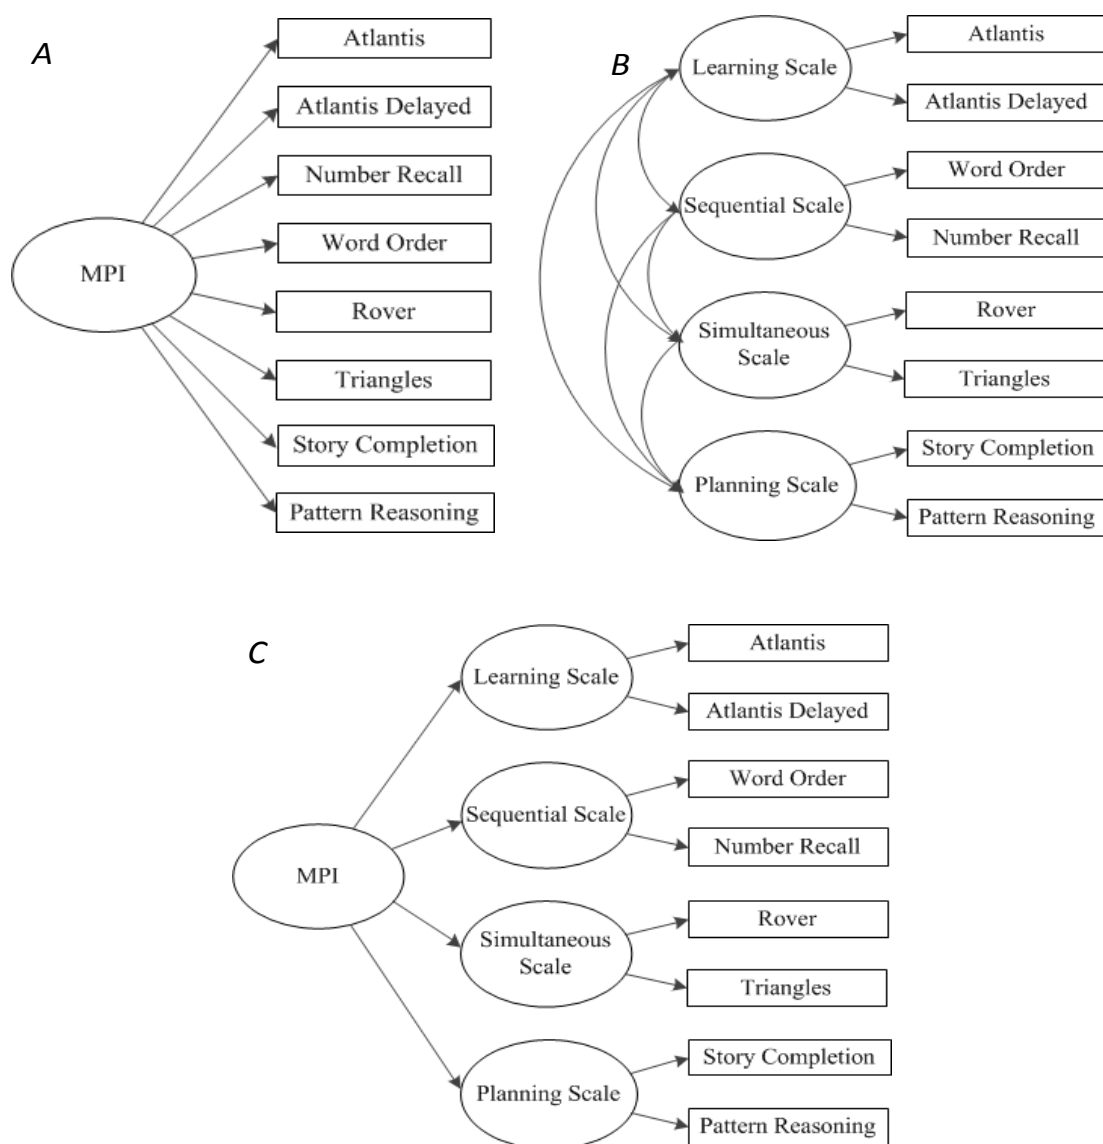 A
Atlantis
Atlantis Delayed
Number Recall
Word Order
MPI
Rover
Triangles
Story Completion
Pattern Reasoning
B
Learning Scale
Atlantis
Atlantis Delayed
Sequential Scale
Word Order
Number Recall
Simultaneous
Scale
Rover
Triangles
Planning Scale
Story Completion
Pattern Reasoning
C
MPI
Learning Scale
Atlantis
Atlantis Delayed
Sequential Scale
Word Order
Number Recall
Simultaneous
Scale
Rover
Triangles
Planning Scale
Story Completion
Pattern Reasoning